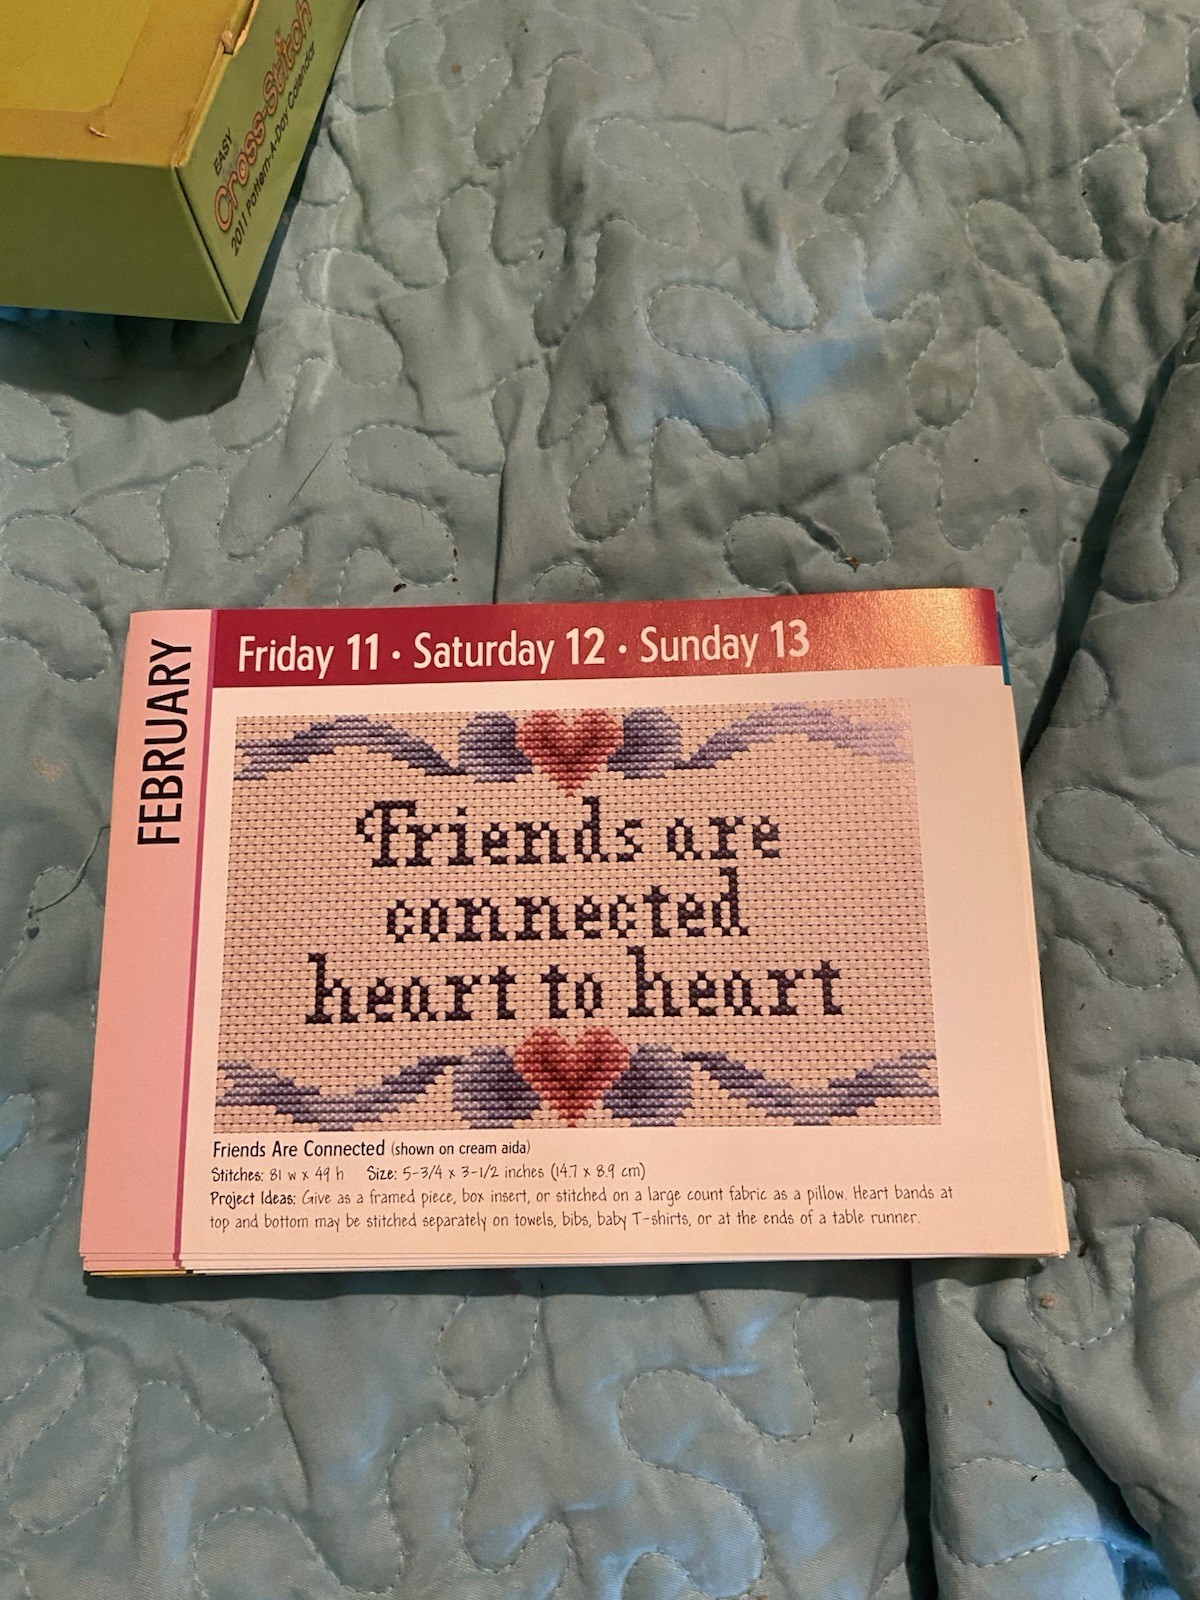 EASY
Cross-Stitch
2011 Pattern-A-Day Calendar
FEBRUARY
Friday 11 · Saturday 12 · Sunday 13
Friends are
connected
heart to heart
Friends Are Connected (shown on cream aida)
Stitches: 81 w x 49 h Size: 5-3/4 x 3-1/2 inches (14.7 x 8.9 cm)
Project Ideas: Give as a framed piece, box insert, or stitched on a large count fabric as a pillow. Heart bands at
top and bottom may be stitched separately on towels, bibs, baby T-shirts, or at the ends of a table runner.